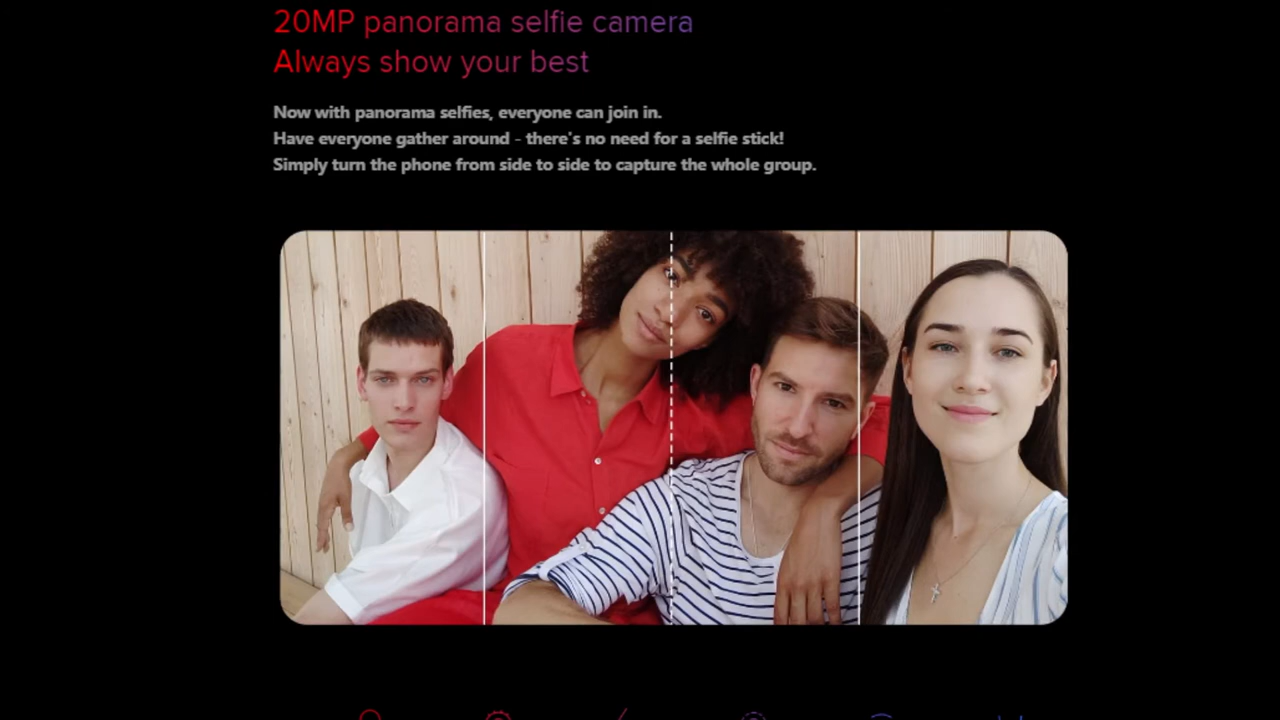 20MP panorama selfie camera
Always show your best
Now with panorama selfies, everyone can join in.
Have everyone gather around - there's no need for a selfie stick!
Simply turn the phone from side to side to capture the whole group.